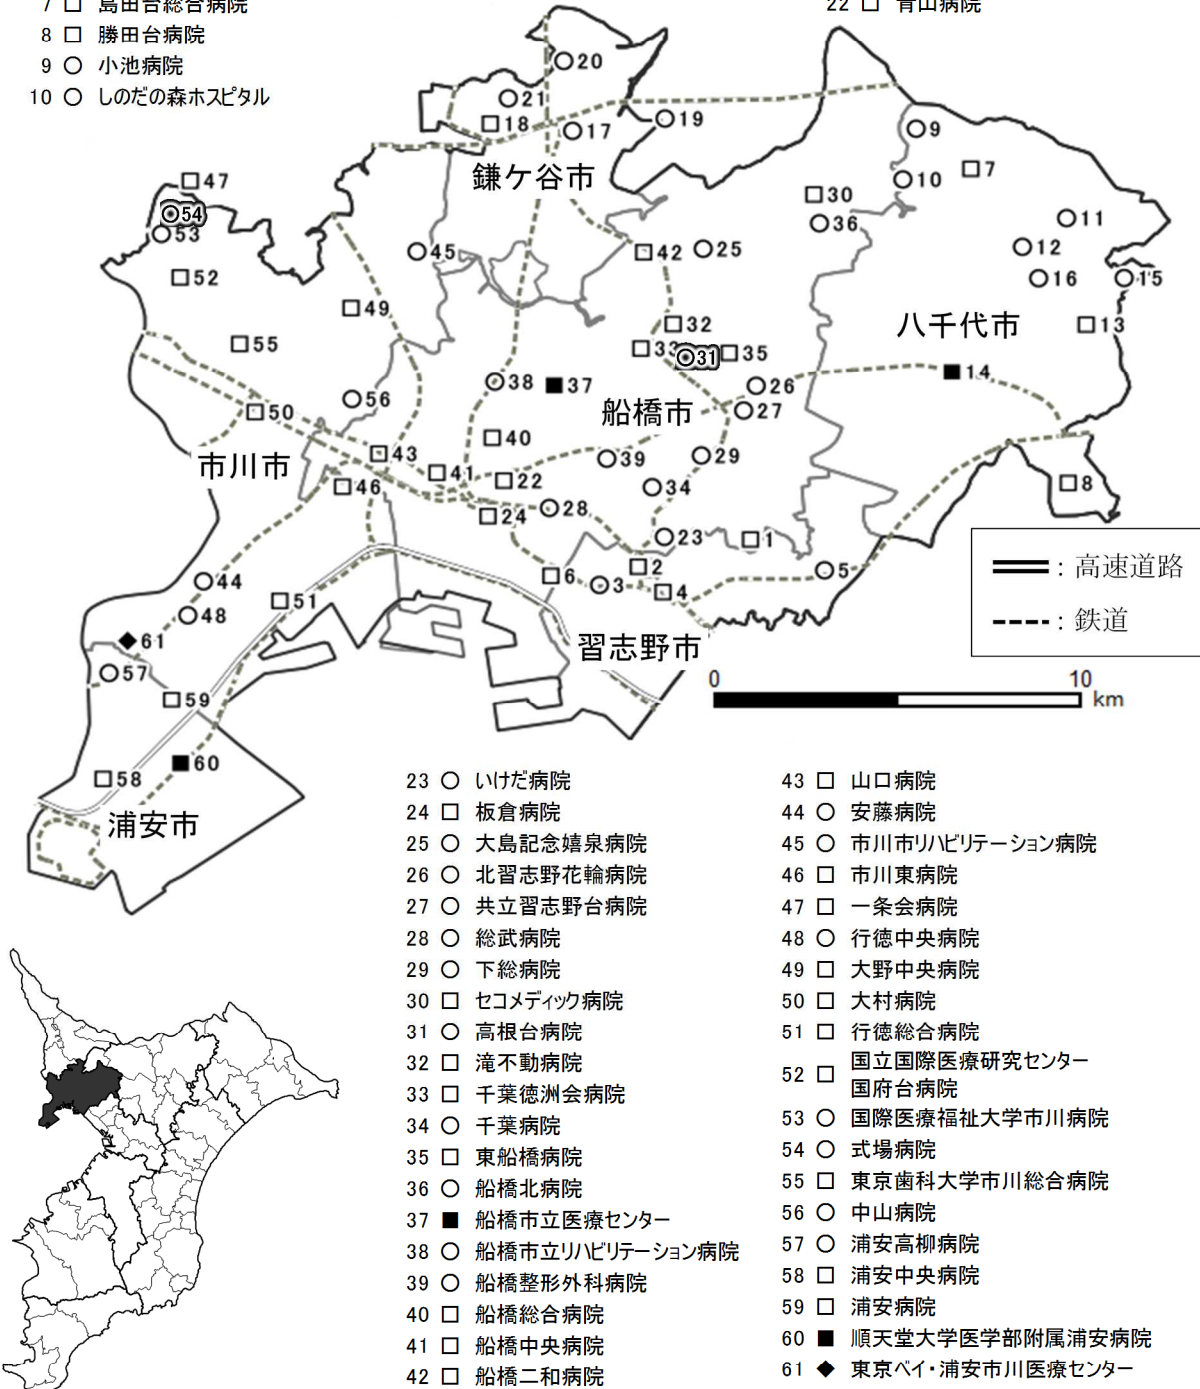 7 □ 島田台総合病院
8 □ 勝田台病院
9 ○ 小池病院
10 ○ しのだの森ホスピタル
22 □ 青山病院
20
21
18
17
19
9
7
10
鎌ケ谷市
47
54
53
30
36
11
12
45
42
25
16
15
52
49
32
八千代市
13
55
33
31
35
14
38
37
26
56
船橋市
27
50
40
43
39
29
市川市
41
22
46
34
8
28
24
23
1
高速道路
44
6
3
2
4
5
51
48
鉄道
61
習志野市
57
0
10
km
59
60
58
浦安市
23 ○ いけだ病院
24 □ 板倉病院
25 ○ 大島記念嬉泉病院
26 ○ 北習志野花輪病院
27 ○ 共立習志野台病院
28 ○ 総武病院
29 ○ 下総病院
30 □ セコメディック病院
31 ○ 高根台病院
32 □ 滝不動病院
33 □ 千葉徳洲会病院
34 ○ 千葉病院
35 □ 東船橋病院
36 ○ 船橋北病院
37 ■ 船橋市立医療センター
38 ○ 船橋市立リハビリテーション病院
39 ○ 船橋整形外科病院
40 □ 船橋総合病院
41 □ 船橋中央病院
42 □ 船橋二和病院
43 □ 山口病院
44 ○ 安藤病院
45 ○ 市川市リハビリテーション病院
46 □ 市川東病院
47 □ 一条会病院
48 ○ 行徳中央病院
49 □ 大野中央病院
50 □ 大村病院
51 □ 行徳総合病院
52 □ 国立国際医療研究センター
国府台病院
53 ○ 国際医療福祉大学市川病院
54 ○ 式場病院
55 □ 東京歯科大学市川総合病院
56 ○ 中山病院
57 ○ 浦安高柳病院
58 □ 浦安中央病院
59 □ 浦安病院
60 ■ 順天堂大学医学部附属浦安病院
61 ◆ 東京ベイ・浦安市川医療センター